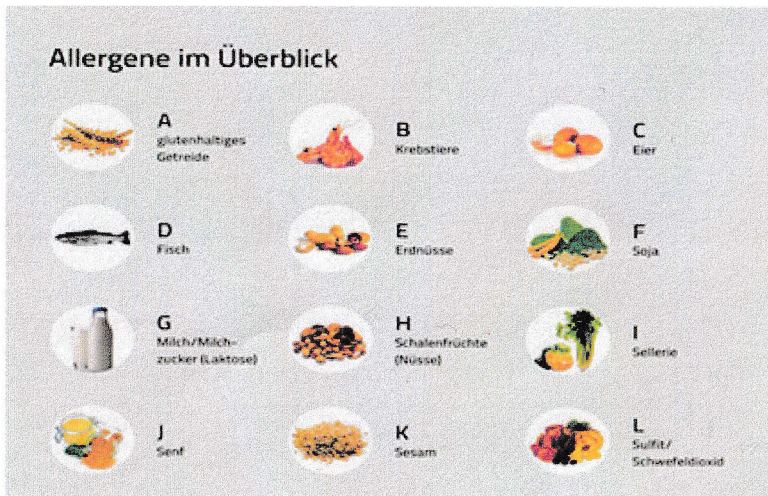 Allergene im Überblick
A
glutenhaltiges
Getreide
B
Krebstiere
C
Eier
D
Fisch
E
Erdnüsse
F
Soja
G
Milch/Milch-
zucker (Laktose)
H
Schalenfrüchte
(Nüsse)
I
Sellerie
J
Senf
K
Sesam
L
Sulfit/
Schwefeldioxid